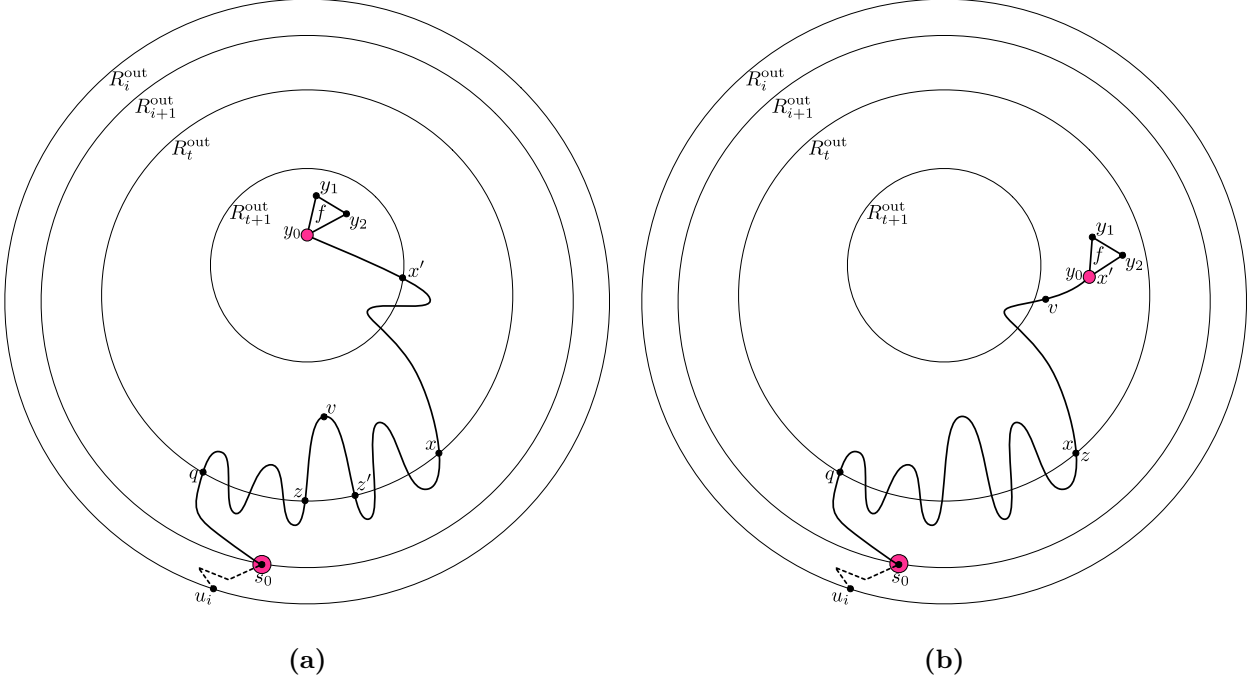 R_i^out
R_{i+1}^out
R_t^out
R_{t+1}^out
y_1
f
y_2
y_0
x'
v
x
q
z
z'
s_0
u_i
(a)
R_i^out
R_{i+1}^out
R_t^out
R_{t+1}^out
y_1
f
y_2
y_0
x'
v
x
z
q
s_0
u_i
(b)